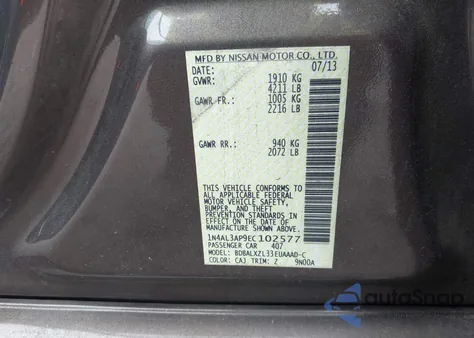 MFD BY NISSAN MOTOR CO., LTD.
DATE: 07/13
GVWR: 1910 KG
4211 LB
GAWR FR.: 1005 KG
2216 LB
GAWR RR.: 940 KG
2072 LB
THIS VEHICLE CONFORMS TO
ALL APPLICABLE FEDERAL
MOTOR VEHICLE SAFETY,
BUMPER, AND THEFT
PREVENTION STANDARDS IN
EFFECT ON THE DATE OF
MANUFACTURE SHOWN ABOVE.
1N4AL3AP9EC102577
PASSENGER CAR 407
MODEL: BDBALXZL33EUAAAD-C
COLOR: CAJ TRIM: Z 9N00A
autoSnap